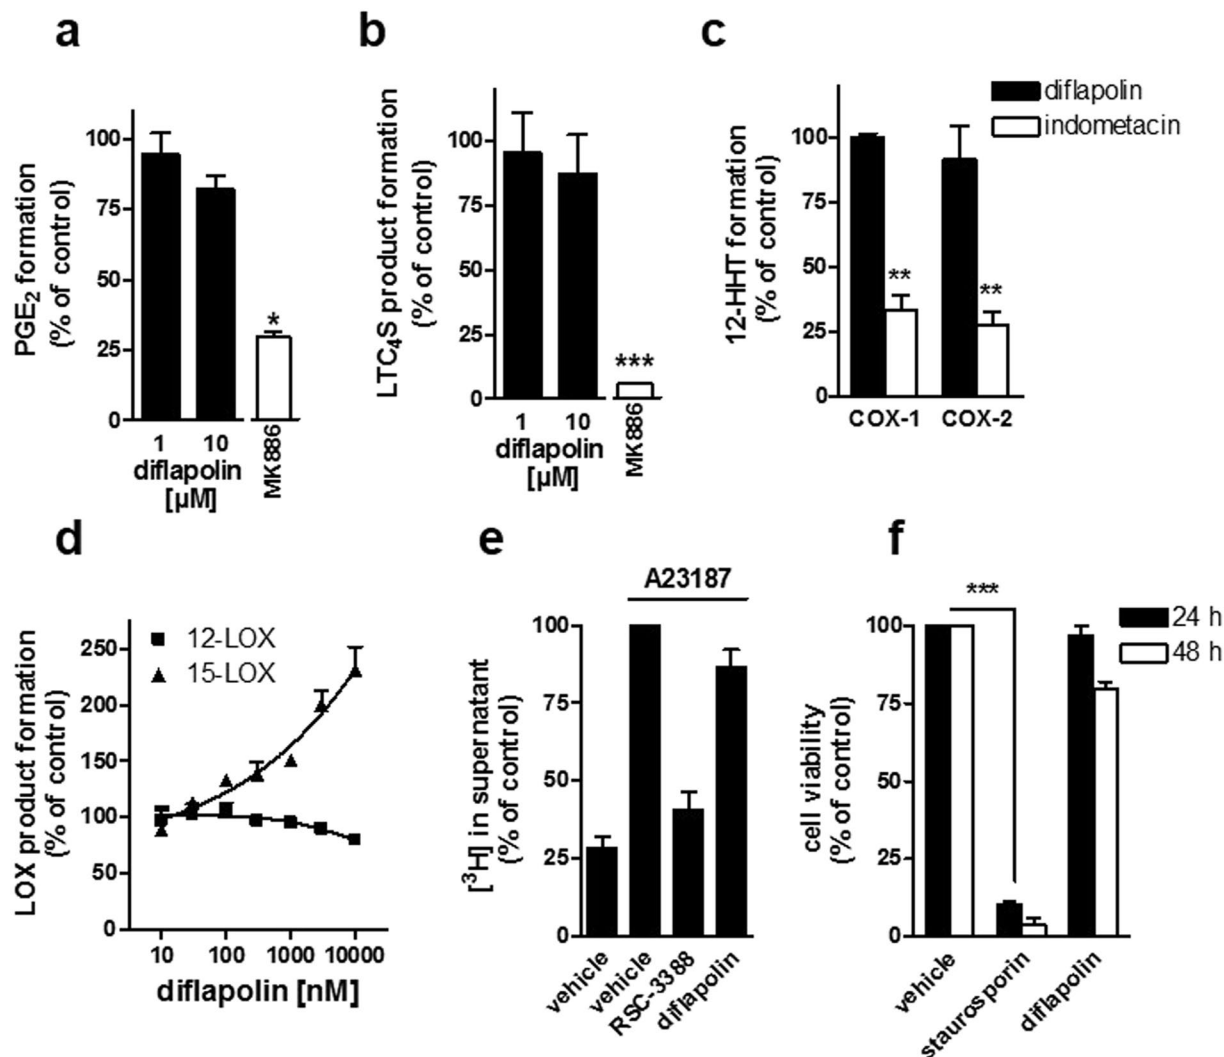 a
PGE2 formation
(% of control)
100
75
50
25
0
*
1 10
diflapolin
[µM]
MK886
b
LTC4S product formation
(% of control)
100
75
50
25
0
***
1 10
diflapolin
[µM]
MK886
c
12-HHT formation
(% of control)
100
75
50
25
0
diflapolin
indometacin
**
**
COX-1 COX-2
d
LOX product formation
(% of control)
250
200
150
100
50
0
12-LOX
15-LOX
10 100 1000 10000
diflapolin [nM]
e
A23187
[3H] in supernatant
(% of control)
100
75
50
25
0
vehicle
vehicle
RSC-3388
diflapolin
f
***
24 h
48 h
cell viability
(% of control)
100
75
50
25
0
vehicle
staurosporin
diflapolin